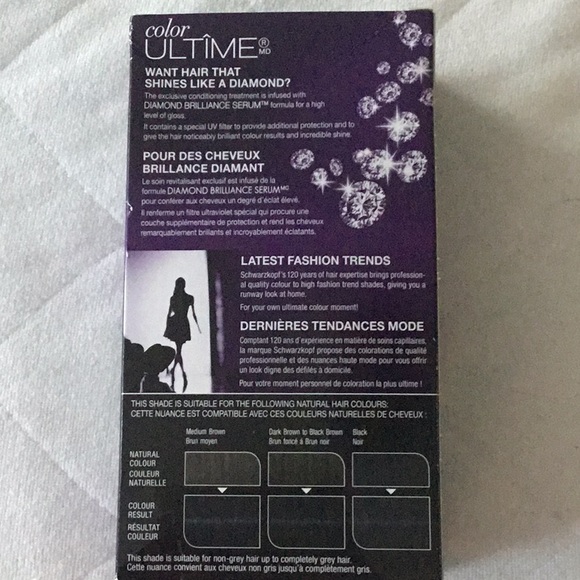 color
ULTÎME® MD
WANT HAIR THAT
SHINES LIKE A DIAMOND?
The exclusive conditioning treatment is infused with
DIAMOND BRILLIANCE SERUM™ formula for a high
level of gloss.
It contains a special UV filter to provide additional protection and to
give the hair noticeably brilliant colour results and incredible shine.
POUR DES CHEVEUX
BRILLANCE DIAMANT
Le soin revitalisant exclusif est infusé de la
formule DIAMOND BRILLIANCE SERUM MC
pour conférer aux cheveux un degré d'éclat élevé.
Il renferme un filtre ultraviolet spécial qui procure une
couche supplémentaire de protection et rend les cheveux
remarquablement brillants et incroyablement éclatants.
LATEST FASHION TRENDS
Schwarzkopf's 120 years of hair expertise brings profession-
al quality colour to high fashion trend shades, giving you a
runway look at home.
For your own ultimate colour moment!
DERNIÈRES TENDANCES MODE
Comptant 120 ans d'expérience en matière de soins capillaires,
la marque Schwarzkopf propose des colorations de qualité
professionnelle et des nuances haute mode pour vous offrir
un look digne des défilés à domicile.
Pour votre moment personnel de coloration la plus ultime !
THIS SHADE IS SUITABLE FOR THE FOLLOWING NATURAL HAIR COLOURS:
CETTE NUANCE EST COMPATIBLE AVEC CES COULEURS NATURELLES DE CHEVEUX :
Medium Brown Dark Brown to Black Brown Black
Brun moyen Brun foncé à Brun noir Noir
NATURAL
COLOUR
COULEUR
NATURELLE
COLOUR
RESULT
RÉSULTAT
COULEUR
This shade is suitable for non-grey hair up to completely grey hair.
Cette nuance convient aux cheveux non gris jusqu'à complètement gris.